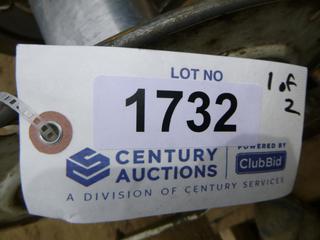 LOT NO
1732
1 of
2
CENTURY
AUCTIONS
POWERED BY
ClubBid
A DIVISION OF CENTURY SERVICES